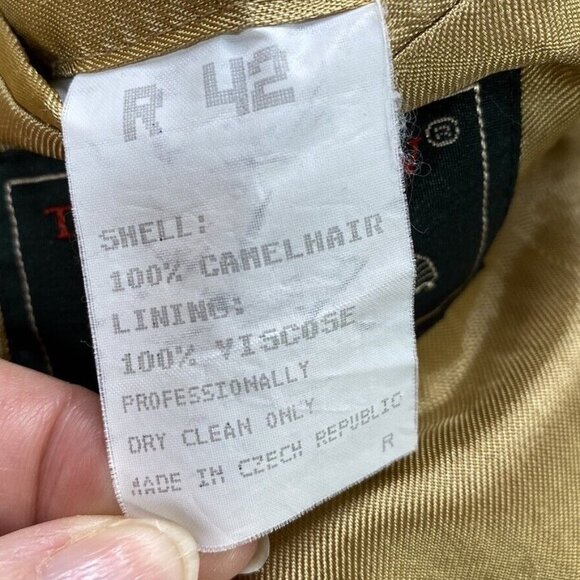 R 42
SHELL:
100% CAMELHAIR
LINING:
100% VISCOSE
PROFESSIONALLY
DRY CLEAN ONLY
MADE IN CZECH REPUBLIC
R
T
®